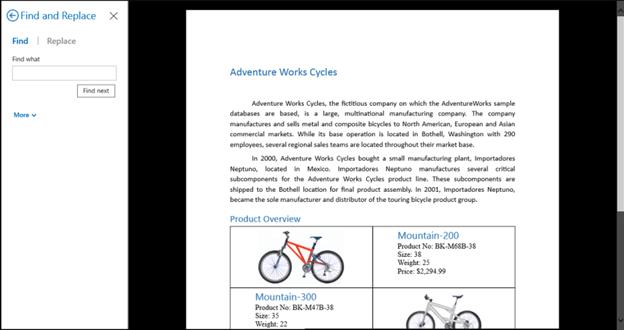 Find and Replace
Find | Replace
Find what
Find next
More
Adventure Works Cycles
Adventure Works Cycles, the fictitious company on which the AdventureWorks sample
databases are based, is a large, multinational manufacturing company. The company
manufactures and sells metal and composite bicycles to North American, European and Asian
commercial markets. While its base operation is located in Bothell, Washington with 290
employees, several regional sales teams are located throughout their market base.
In 2000, Adventure Works Cycles bought a small manufacturing plant, Importadores
Neptuno, located in Mexico. Importadores Neptuno manufactures several critical
subcomponents for the Adventure Works Cycles product line. These subcomponents are
shipped to the Bothell location for final product assembly. In 2001, Importadores Neptuno,
became the sole manufacturer and distributor of the touring bicycle product group.
Product Overview
Mountain-200
Product No: BK-M68B-38
Size: 38
Weight: 25
Price: $2,294.99
Mountain-300
Product No: BK-M47B-38
Size: 35
Weight: 22